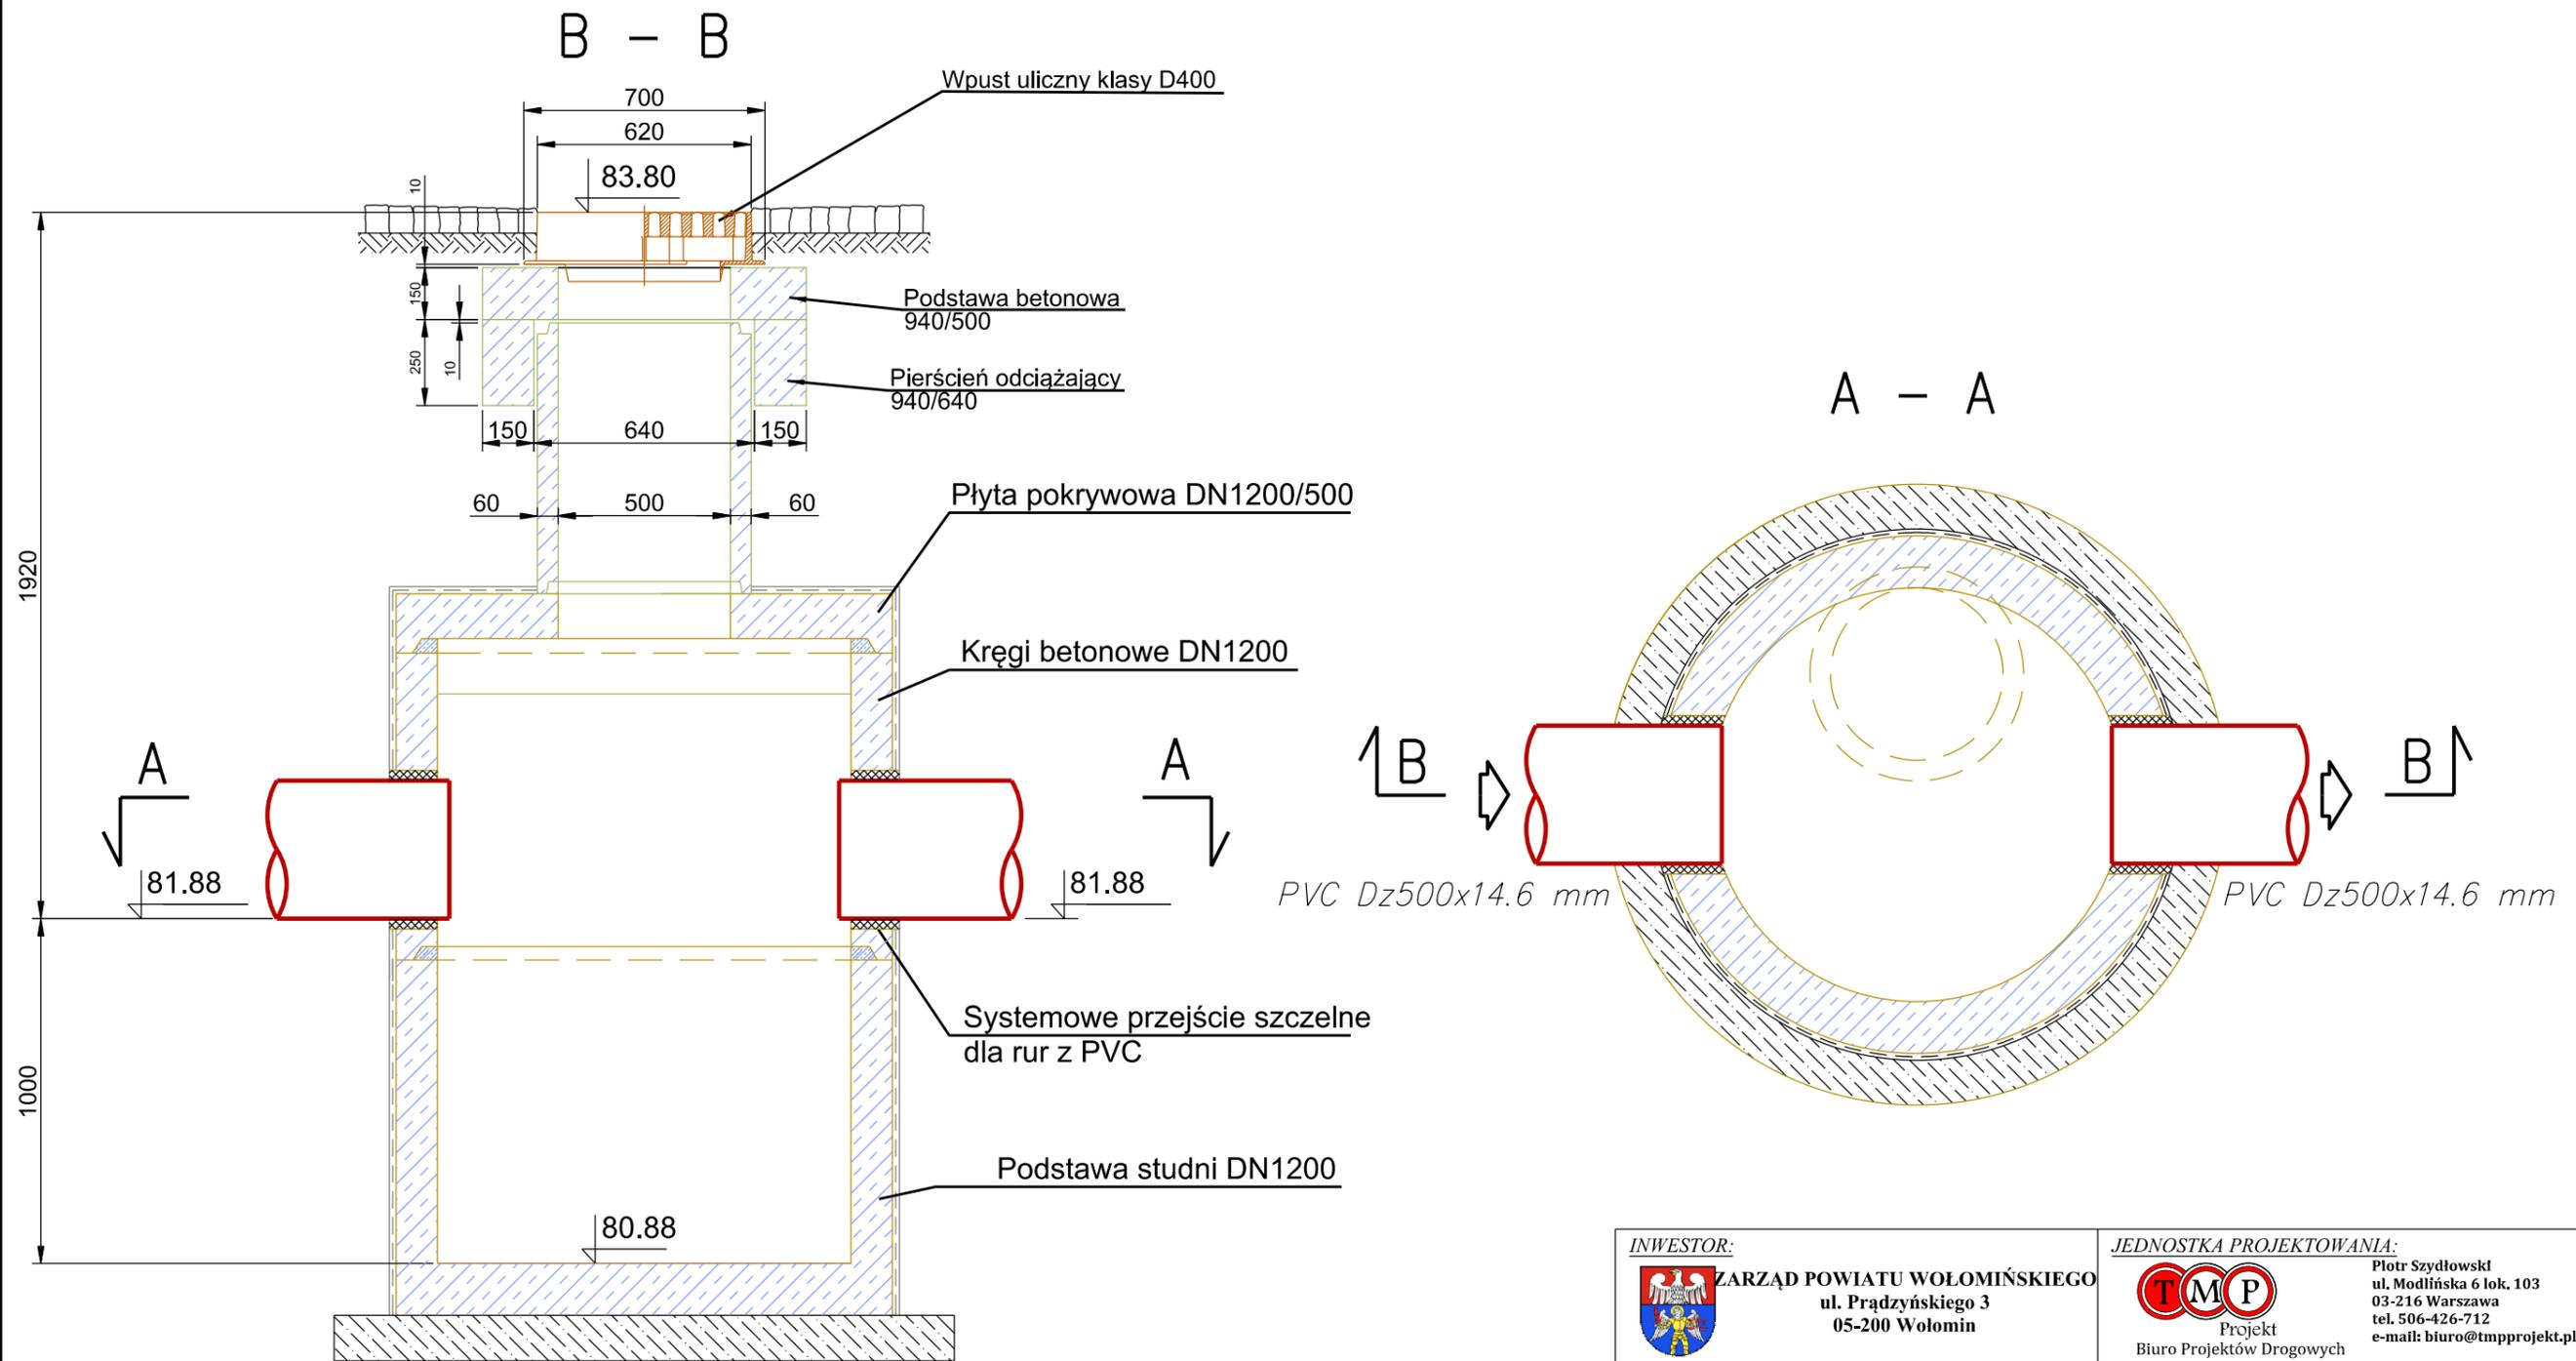 B - B
Wpust uliczny klasy D400
700
620
83.80
10
150
Podstawa betonowa
940/500
250
10
Pierścień odciążający
940/640
150
640
150
60
500
60
Płyta pokrywowa DN1200/500
1920
Kręgi betonowe DN1200
A
A
81.88
81.88
Systemowe przejście szczelne
dla rur z PVC
1000
Podstawa studni DN1200
80.88
A - A
B
B
PVC Dz500x14.6 mm
PVC Dz500x14.6 mm
INWESTOR:
ZARZĄD POWIATU WOŁOMIŃSKIEGO
ul. Prądzyńskiego 3
05-200 Wołomin
JEDNOSTKA PROJEKTOWANIA:
TMP
Projekt
Biuro Projektów Drogowych
Piotr Szydłowski
ul. Modlińska 6 lok. 103
03-216 Warszawa
tel. 506-426-712
e-mail: biuro@tmpprojekt.pl